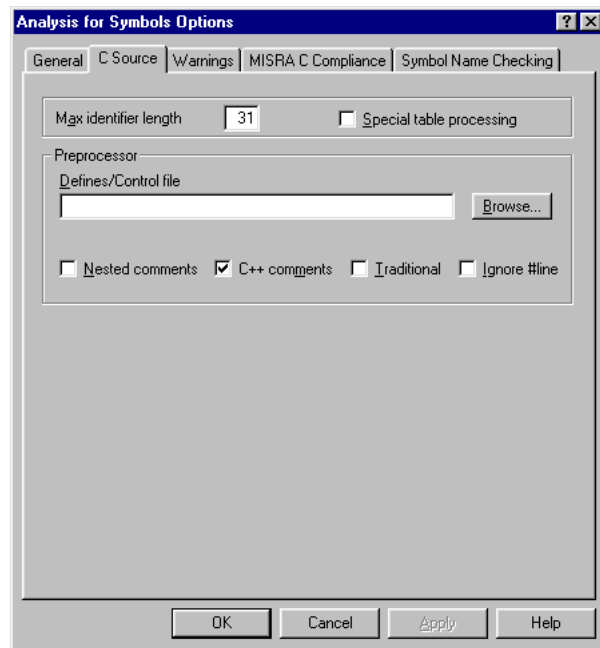 Analysis for Symbols Options
General C Source Warnings MISRA C Compliance Symbol Name Checking
Max identifier length 31 Special table processing
Preprocessor
Defines/Control file
Browse...
Nested comments C++ comments Traditional Ignore #line
OK Cancel Apply Help